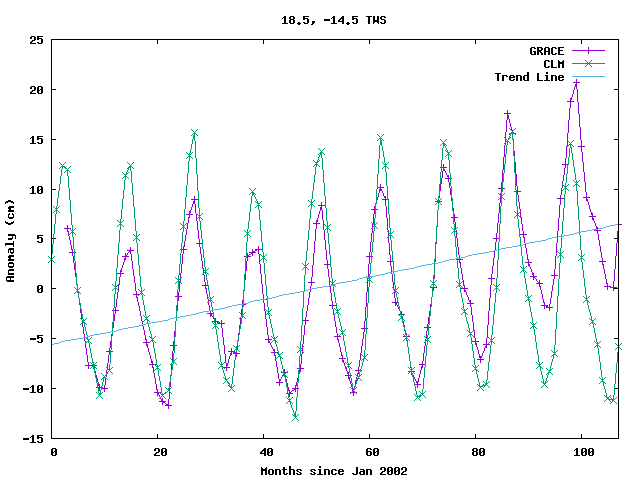 18.5, -14.5 TWS
GRACE
CLM
Trend Line
Anomaly (cm)
25
20
15
10
5
0
-5
-10
-15
0 20 40 60 80 100
Months since Jan 2002